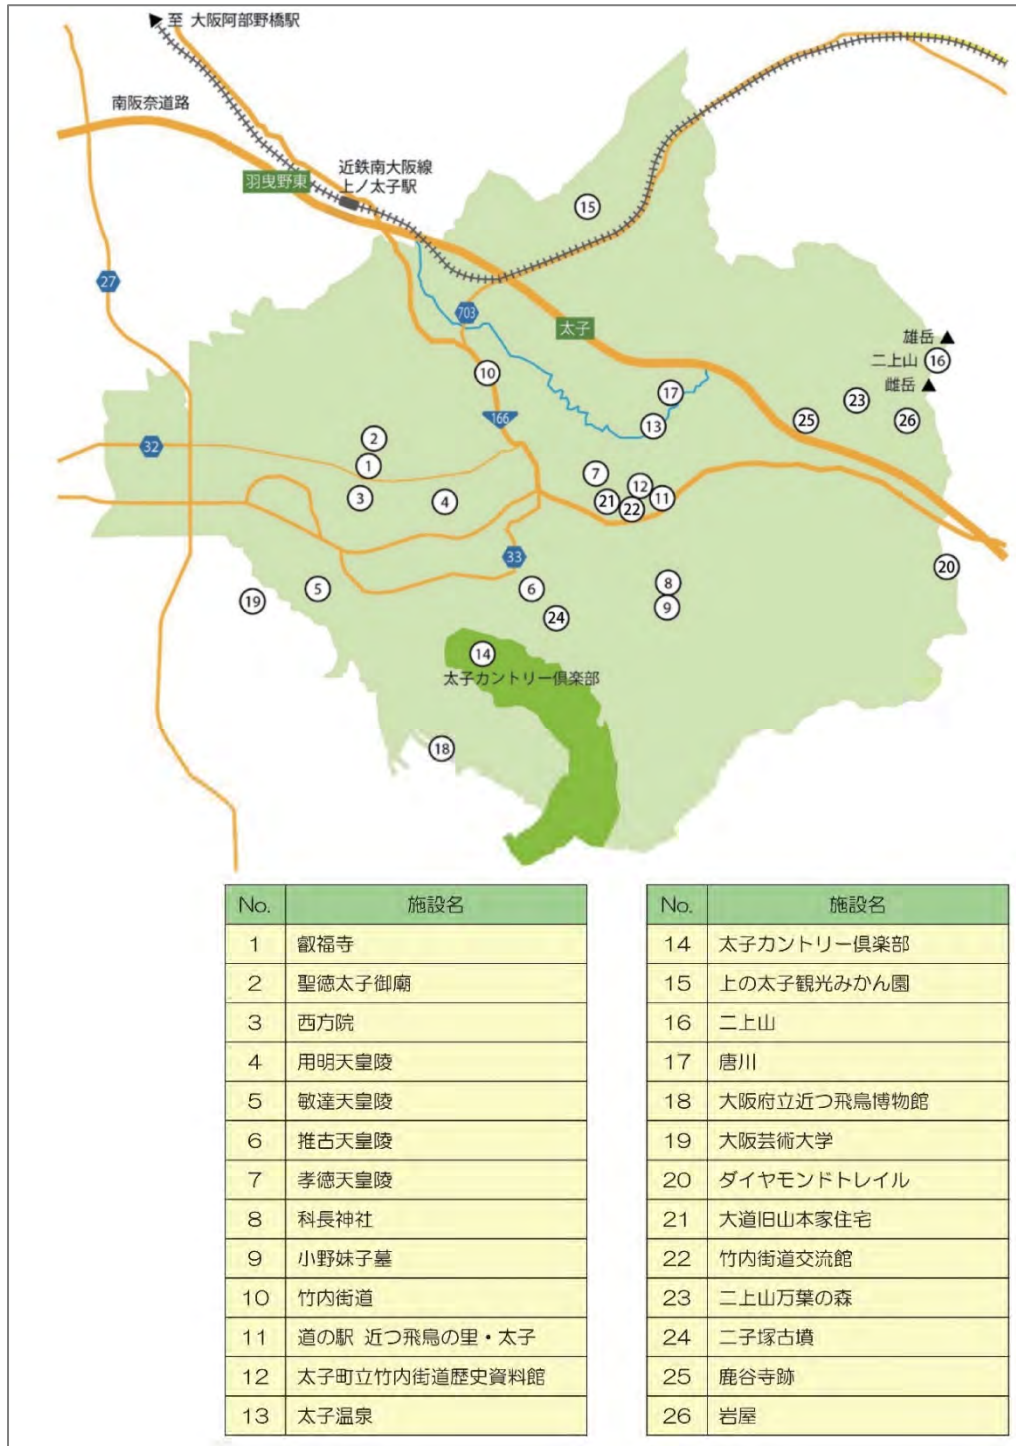 至 大阪阿部野橋駅
南阪奈道路
近鉄南大阪線
上ノ太子駅
羽曳野東
15
27
703
太子
雄岳
二上山 16
雌岳
10
17
23
166
13
25
26
2
32
1
7
12
3
4
21
22
11
33
20
5
6
8
19
24
9
14
太子カントリー倶楽部
18
No. 施設名
1 叡福寺
2 聖徳太子御廟
3 西方院
4 用明天皇陵
5 敏達天皇陵
6 推古天皇陵
7 孝徳天皇陵
8 科長神社
9 小野妹子墓
10 竹内街道
11 道の駅 近つ飛鳥の里・太子
12 太子町立竹内街道歴史資料館
13 太子温泉
No. 施設名
14 太子カントリー倶楽部
15 上の太子観光みかん園
16 二上山
17 唐川
18 大阪府立近つ飛鳥博物館
19 大阪芸術大学
20 ダイヤモンドトレイル
21 大道旧山本家住宅
22 竹内街道交流館
23 二上山万葉の森
24 二子塚古墳
25 鹿谷寺跡
26 岩屋